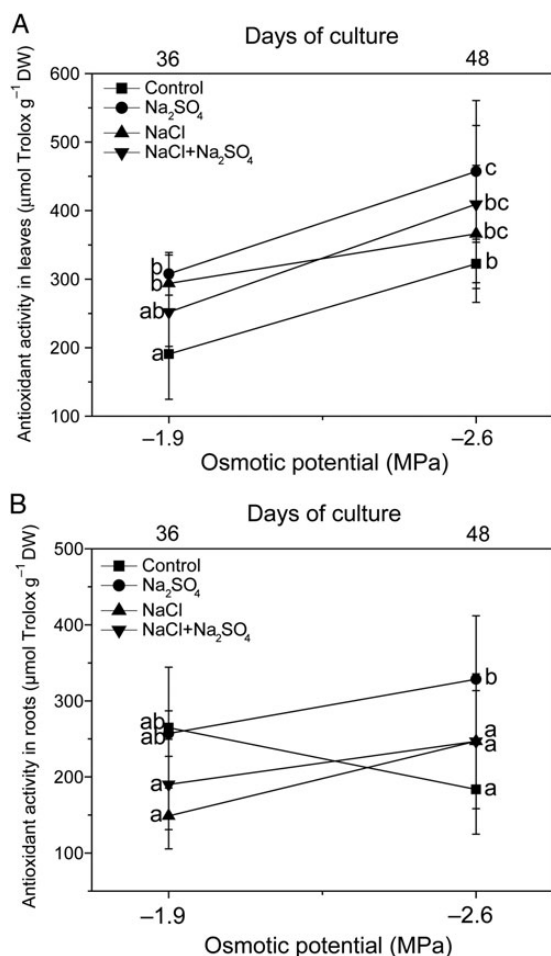 A
Days of culture
36 48
600
500
400
300
200
100
Antioxidant activity in leaves (μmol Trolox g⁻¹ DW)
Control
Na₂SO₄
NaCl
NaCl+Na₂SO₄
b
b
ab
a
c
bc
bc
b
–1.9 –2.6
Osmotic potential (MPa)
B
Days of culture
36 48
500
400
300
200
100
Antioxidant activity in roots (μmol Trolox g⁻¹ DW)
Control
Na₂SO₄
NaCl
NaCl+Na₂SO₄
ab
ab
a
a
b
a
a
a
–1.9 –2.6
Osmotic potential (MPa)